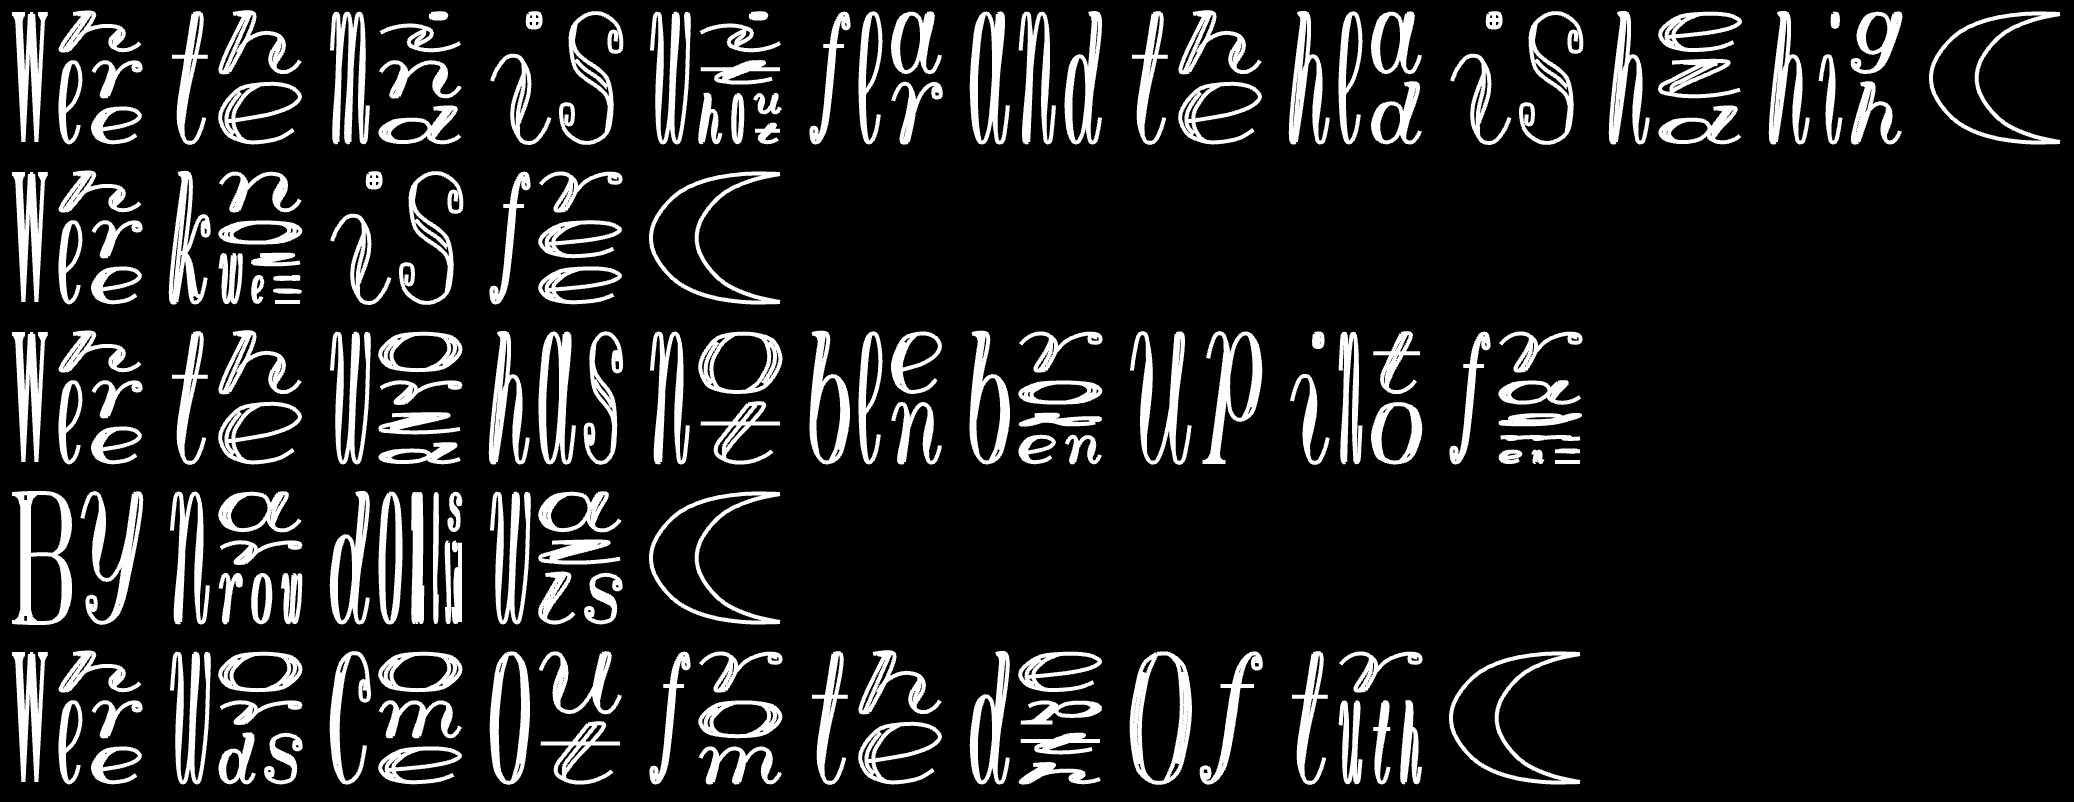 Where the mind is without fear and the head is held high,
Where knowledge is free,
Where the world has not been broken up into fragments
By narrow domestic walls,
Where words come out from the depth Of truth,